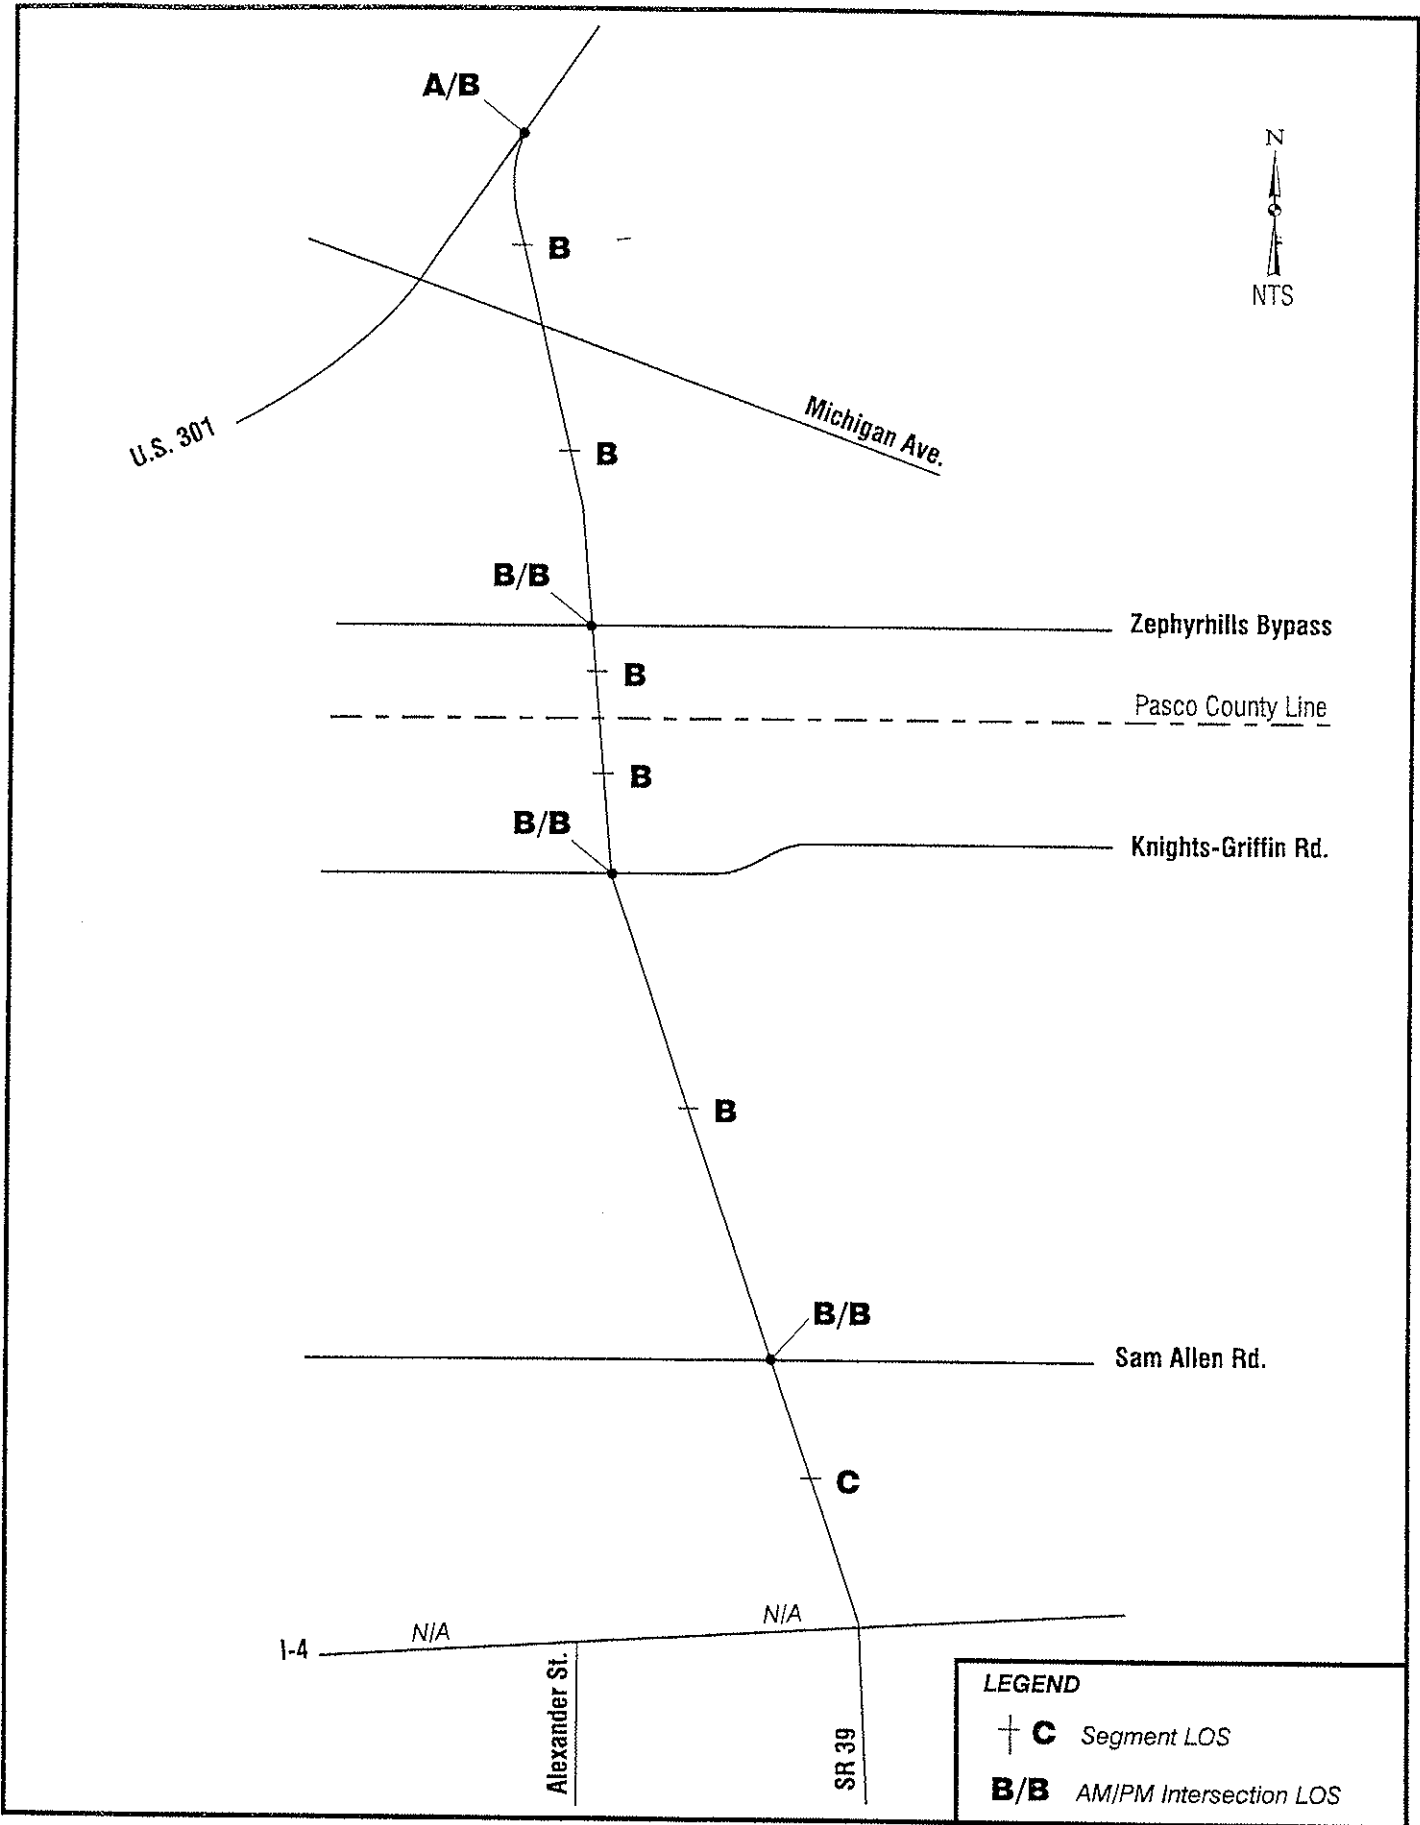 A/B
N
B
NTS
Michigan Ave.
U.S. 301
B
B/B
Zephyrhills Bypass
B
Pasco County Line
B
B/B
Knights-Griffin Rd.
B
B/B
Sam Allen Rd.
C
N/A
N/A
I-4
Alexander St.
SR 39
LEGEND
C Segment LOS
B/B AM/PM Intersection LOS